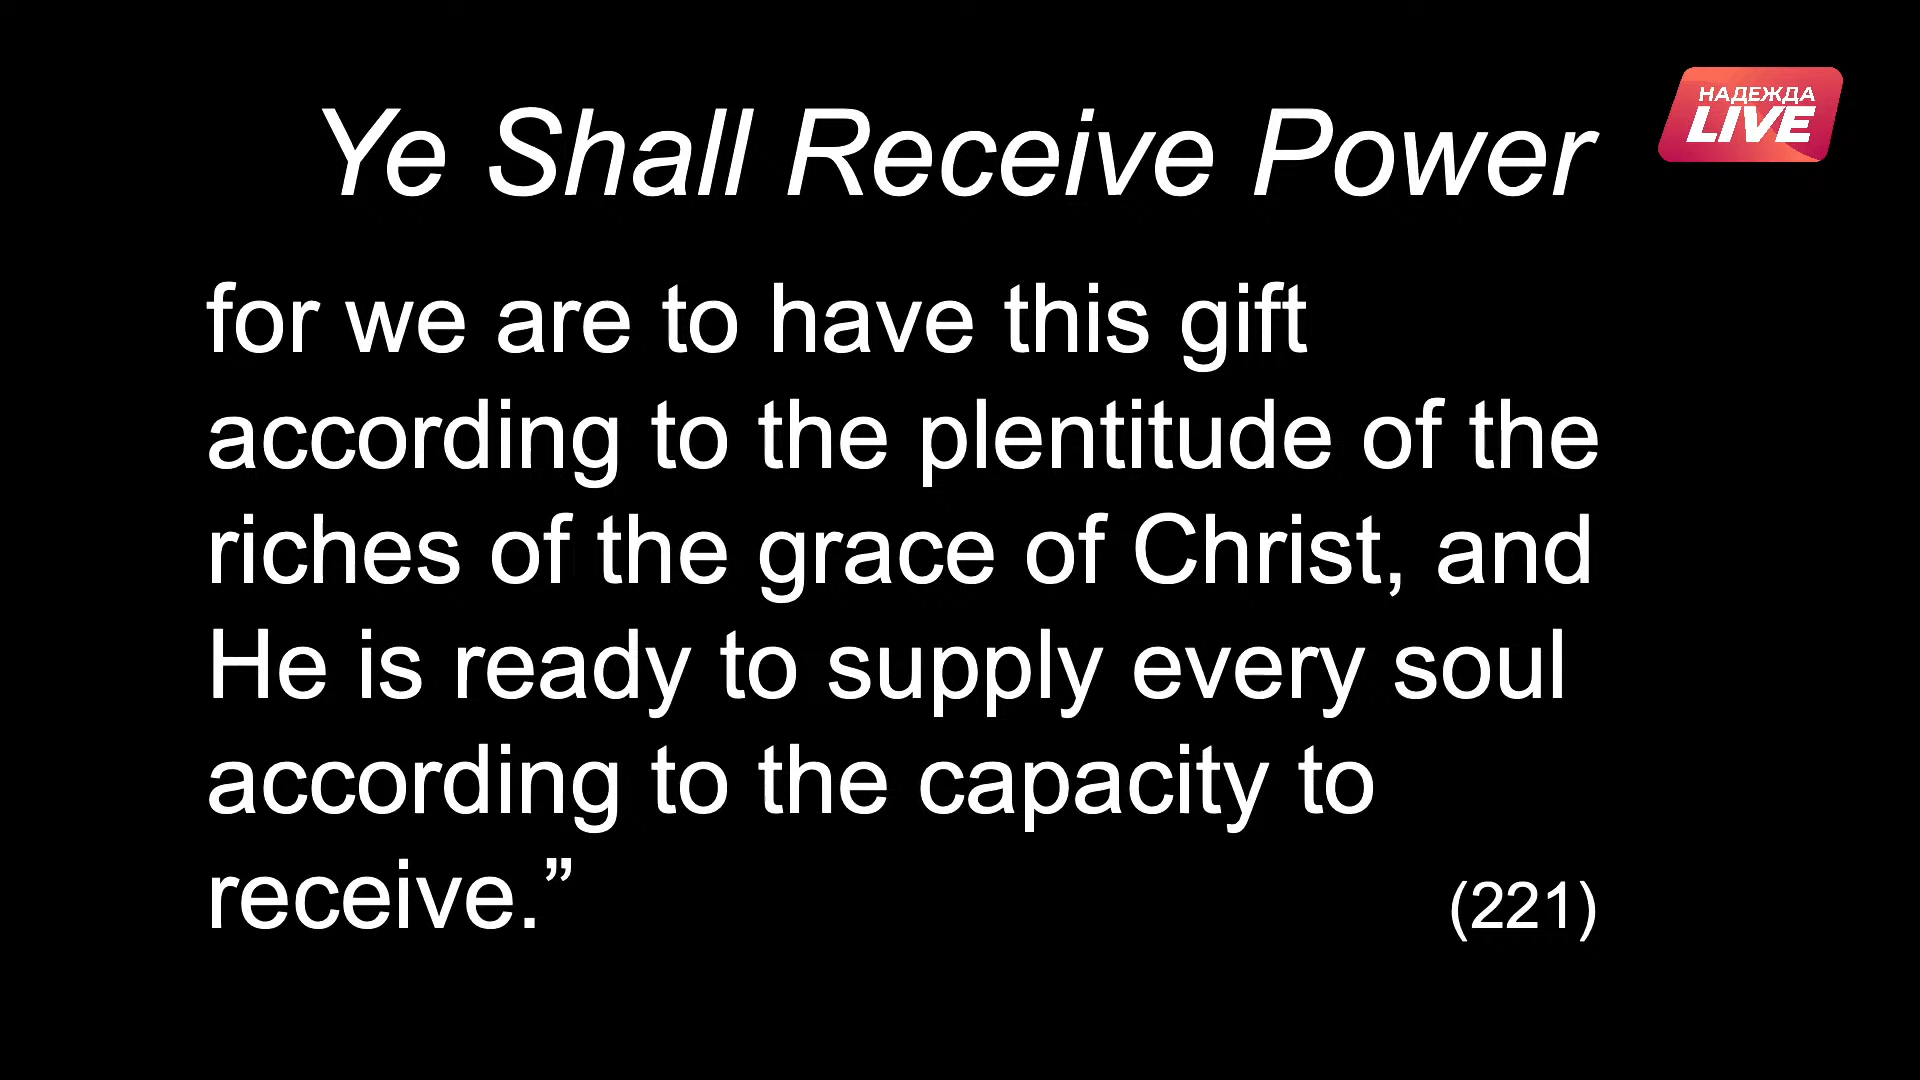 Ye Shall Receive Power
НАДЕЖДА
LIVE
for we are to have this gift
according to the plentitude of the
riches of the grace of Christ, and
He is ready to supply every soul
according to the capacity to
receive.” (221)